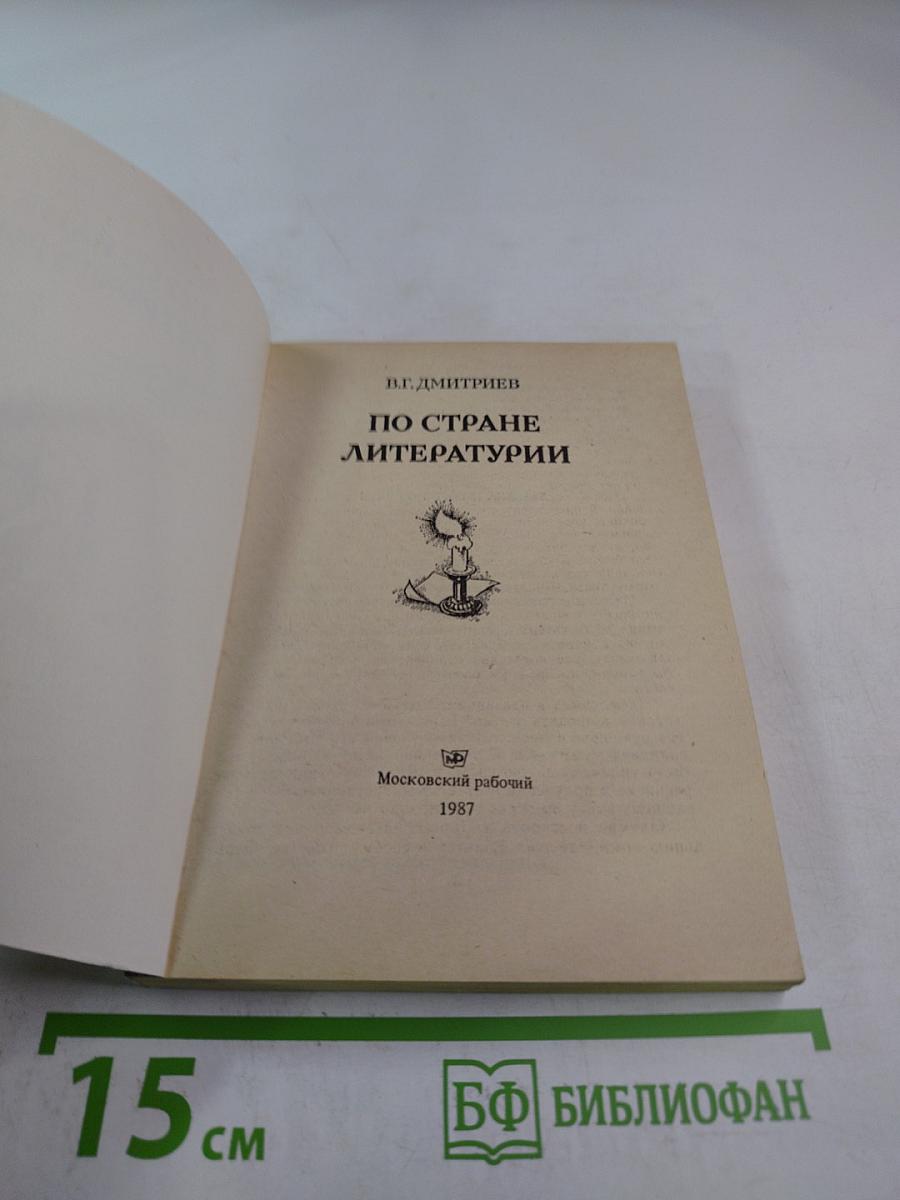 В.Г. ДМИТРИЕВ
ПО СТРАНЕ
ЛИТЕРАТУРИИ
МР
Московский рабочий
1987
15 см
БФ БИБЛИОФАН